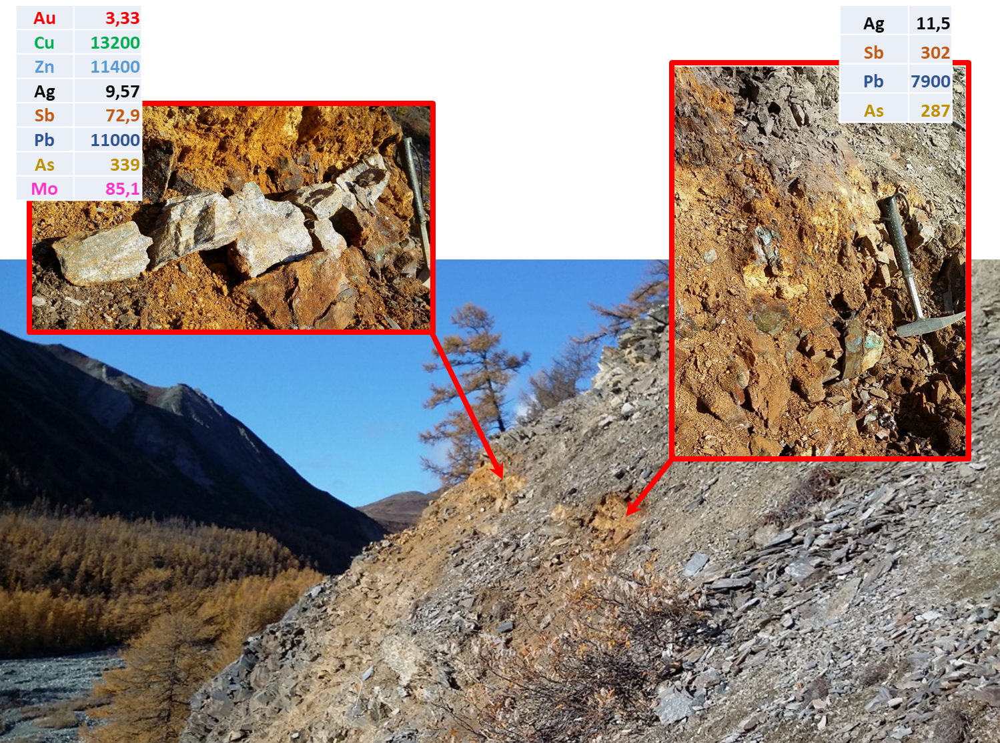 Au 3,33
Cu 13200
Zn 11400
Ag 9,57
Sb 72,9
Pb 11000
As 339
Mo 85,1
Ag 11,5
Sb 302
Pb 7900
As 287